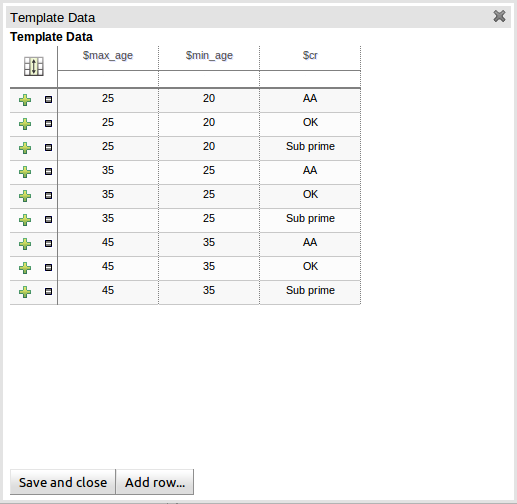 Template Data
Template Data
$max_age $min_age $cr
25 20 AA
25 20 OK
25 20 Sub prime
35 25 AA
35 25 OK
35 25 Sub prime
45 35 AA
45 35 OK
45 35 Sub prime
Save and close Add row...